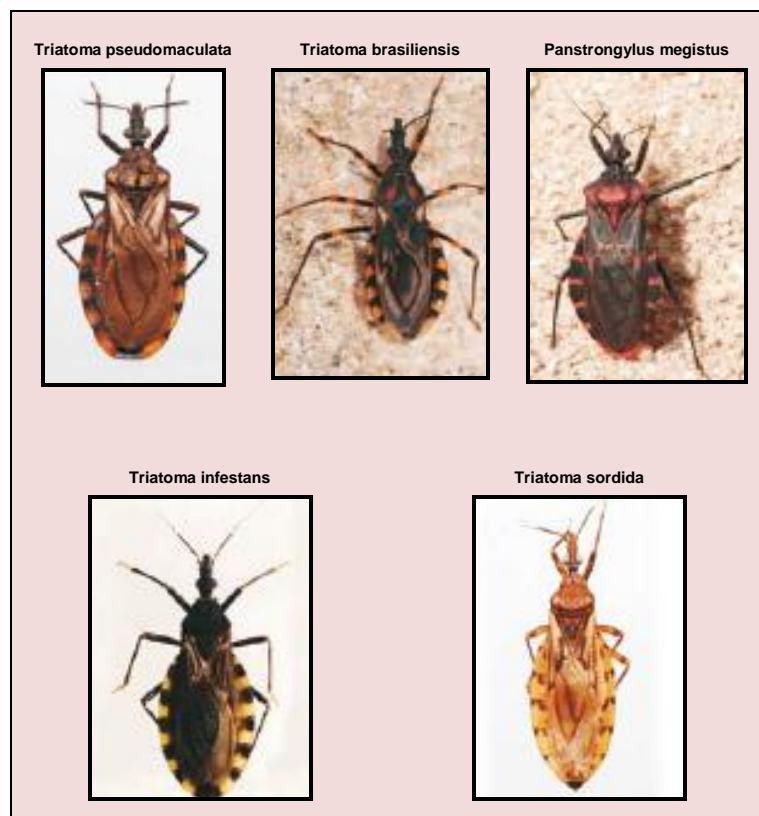 Triatoma pseudomaculata
Triatoma brasiliensis
Panstrongylus megistus
Triatoma infestans
Triatoma sordida